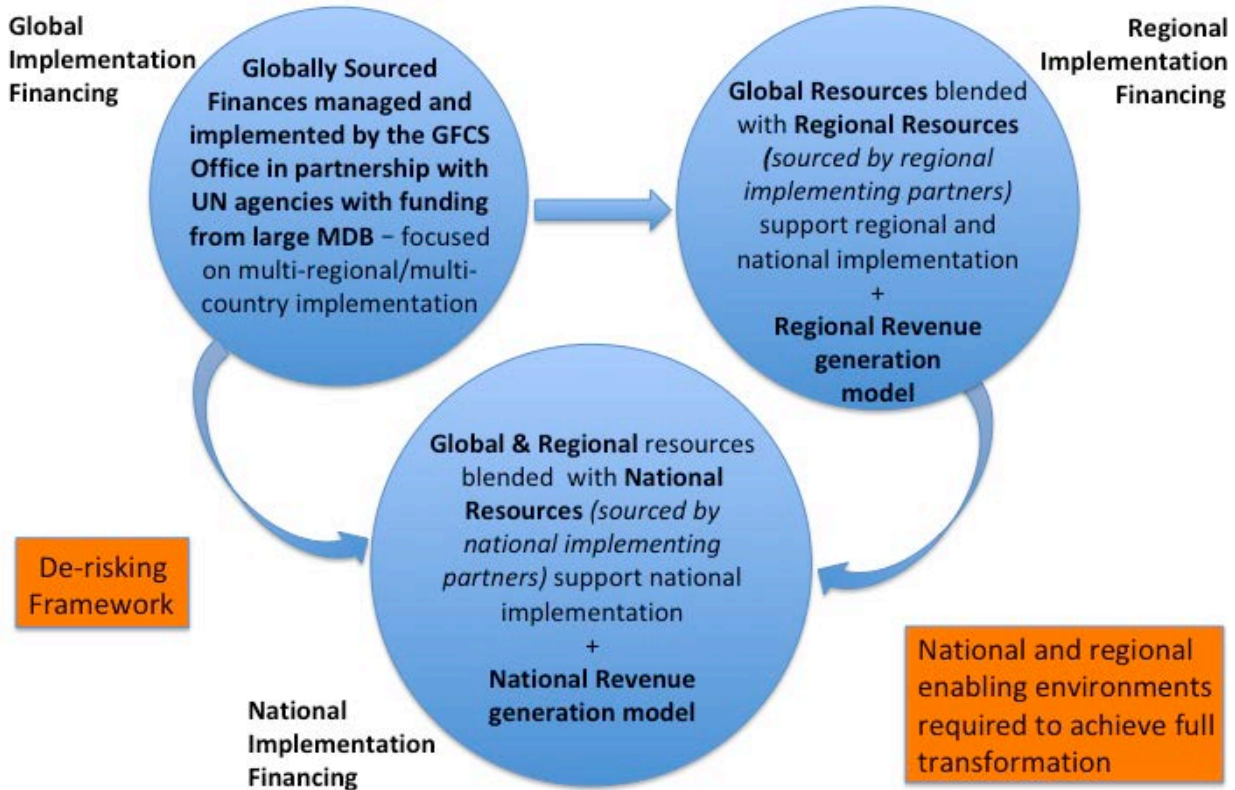 Global
Implementation
Financing
Globally Sourced
Finances managed and
implemented by the GFCS
Office in partnership with
UN agencies with funding
from large MDB – focused
on multi-regional/multi-
country implementation
Regional
Implementation
Financing
Global Resources blended
with Regional Resources
(sourced by regional
implementing partners)
support regional and
national implementation
+
Regional Revenue
generation
model
Global & Regional resources
blended with National
Resources (sourced by
national implementing
partners) support national
implementation
+
National Revenue
generation model
De-risking
Framework
National
Implementation
Financing
National and regional
enabling environments
required to achieve full
transformation